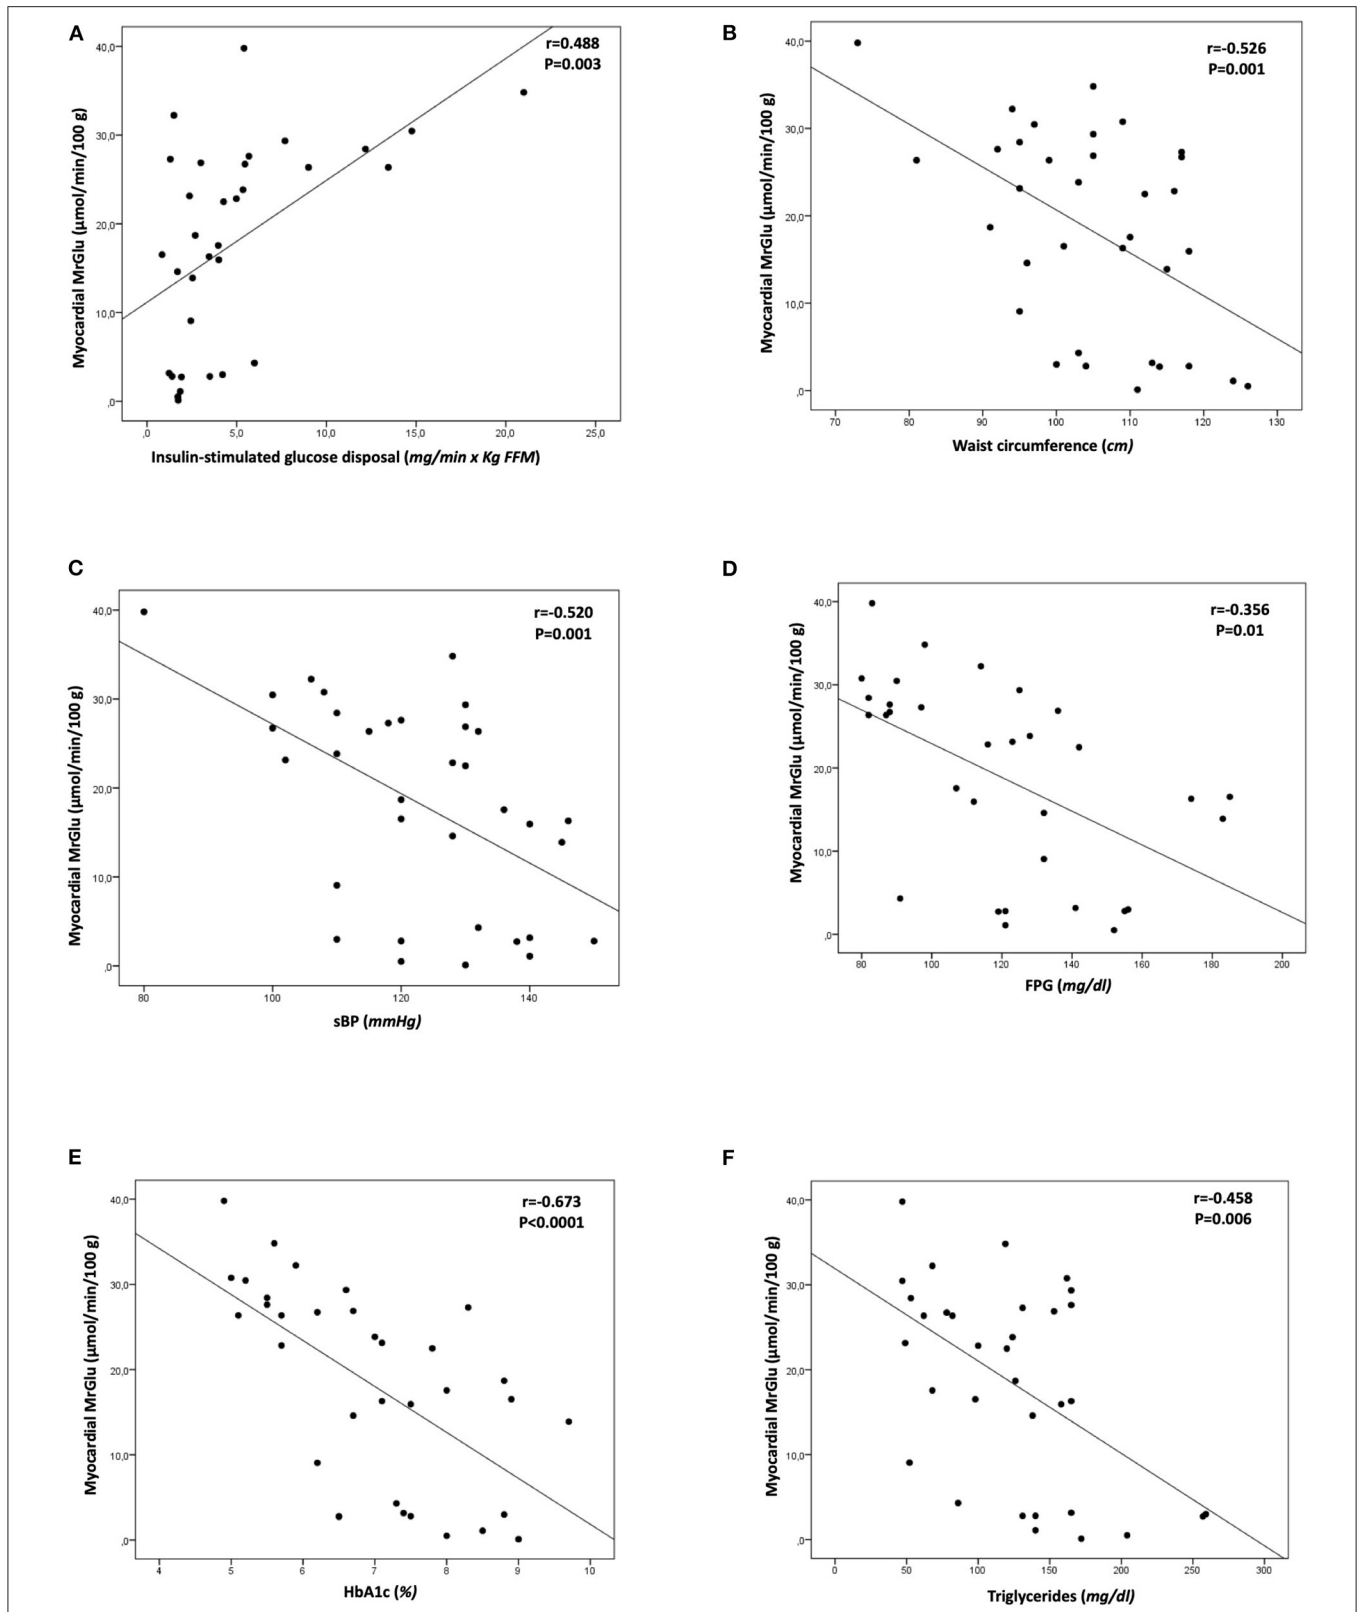 A
r=0.488
P=0.003
Myocardial MrGlu (μmol/min/100 g)
40,0
30,0
20,0
10,0
,0
,0 5,0 10,0 15,0 20,0 25,0
Insulin-stimulated glucose disposal (mg/min x Kg FFM)
B
r=-0.526
P=0.001
Myocardial MrGlu (μmol/min/100 g)
40,0
30,0
20,0
10,0
,0
70 80 90 100 110 120 130
Waist circumference (cm)
C
r=-0.520
P=0.001
Myocardial MrGlu (μmol/min/100 g)
40,0
30,0
20,0
10,0
,0
80 100 120 140
sBP (mmHg)
D
r=-0.356
P=0.01
Myocardial MrGlu (μmol/min/100 g)
40,0
30,0
20,0
10,0
,0
80 100 120 140 160 180 200
FPG (mg/dl)
E
r=-0.673
P<0.0001
Myocardial MrGlu (μmol/min/100 g)
40,0
30,0
20,0
10,0
,0
4 5 6 7 8 9 10
HbA1c (%)
F
r=-0.458
P=0.006
Myocardial MrGlu (μmol/min/100 g)
40,0
30,0
20,0
10,0
,0
0 50 100 150 200 250 300
Triglycerides (mg/dl)